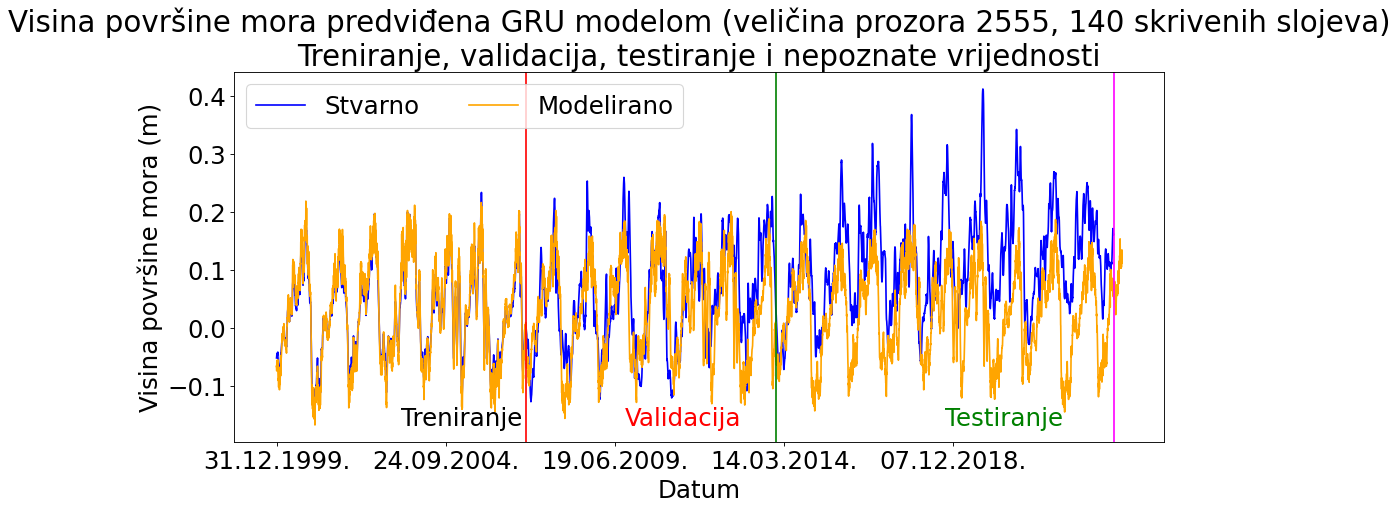 Visina površine mora predviđena GRU modelom (veličina prozora 2555, 140 skrivenih slojeva)
Treniranje, validacija, testiranje i nepoznate vrijednosti
Stvarno
Modelirano
Visina površine mora (m)
0.4
0.3
0.2
0.1
0.0
−0.1
Treniranje
Validacija
Testiranje
31.12.1999.
24.09.2004.
19.06.2009.
14.03.2014.
07.12.2018.
Datum